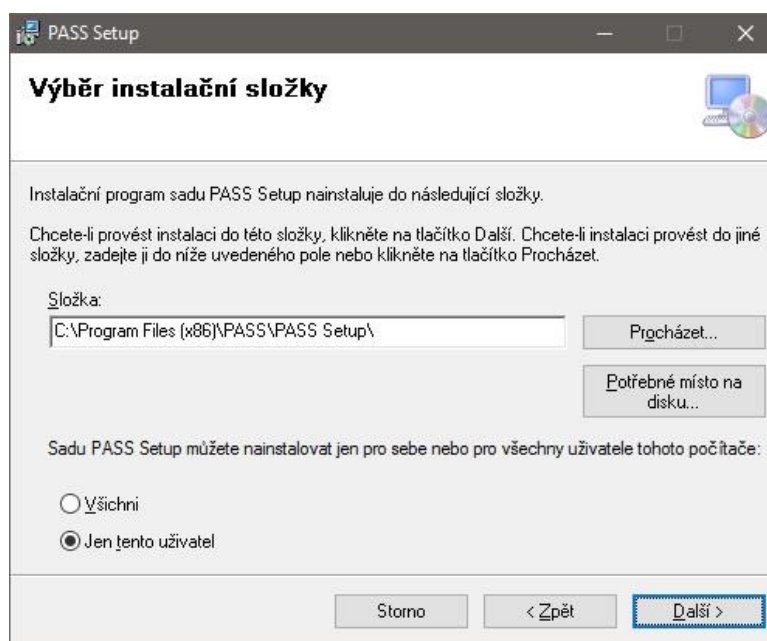 PASS Setup
Výběr instalační složky
Instalační program sadu PASS Setup nainstaluje do následující složky.
Chcete-li provést instalaci do této složky, klikněte na tlačítko Další. Chcete-li instalaci provést do jiné
složky, zadejte ji do níže uvedeného pole nebo klikněte na tlačítko Procházet.
Složka:
C:\Program Files (x86)\PASS\PASS Setup\
Procházet...
Potřebné místo na
disku...
Sadu PASS Setup můžete nainstalovat jen pro sebe nebo pro všechny uživatele tohoto počítače:
Všichni
Jen tento uživatel
Storno
< Zpět
Další >